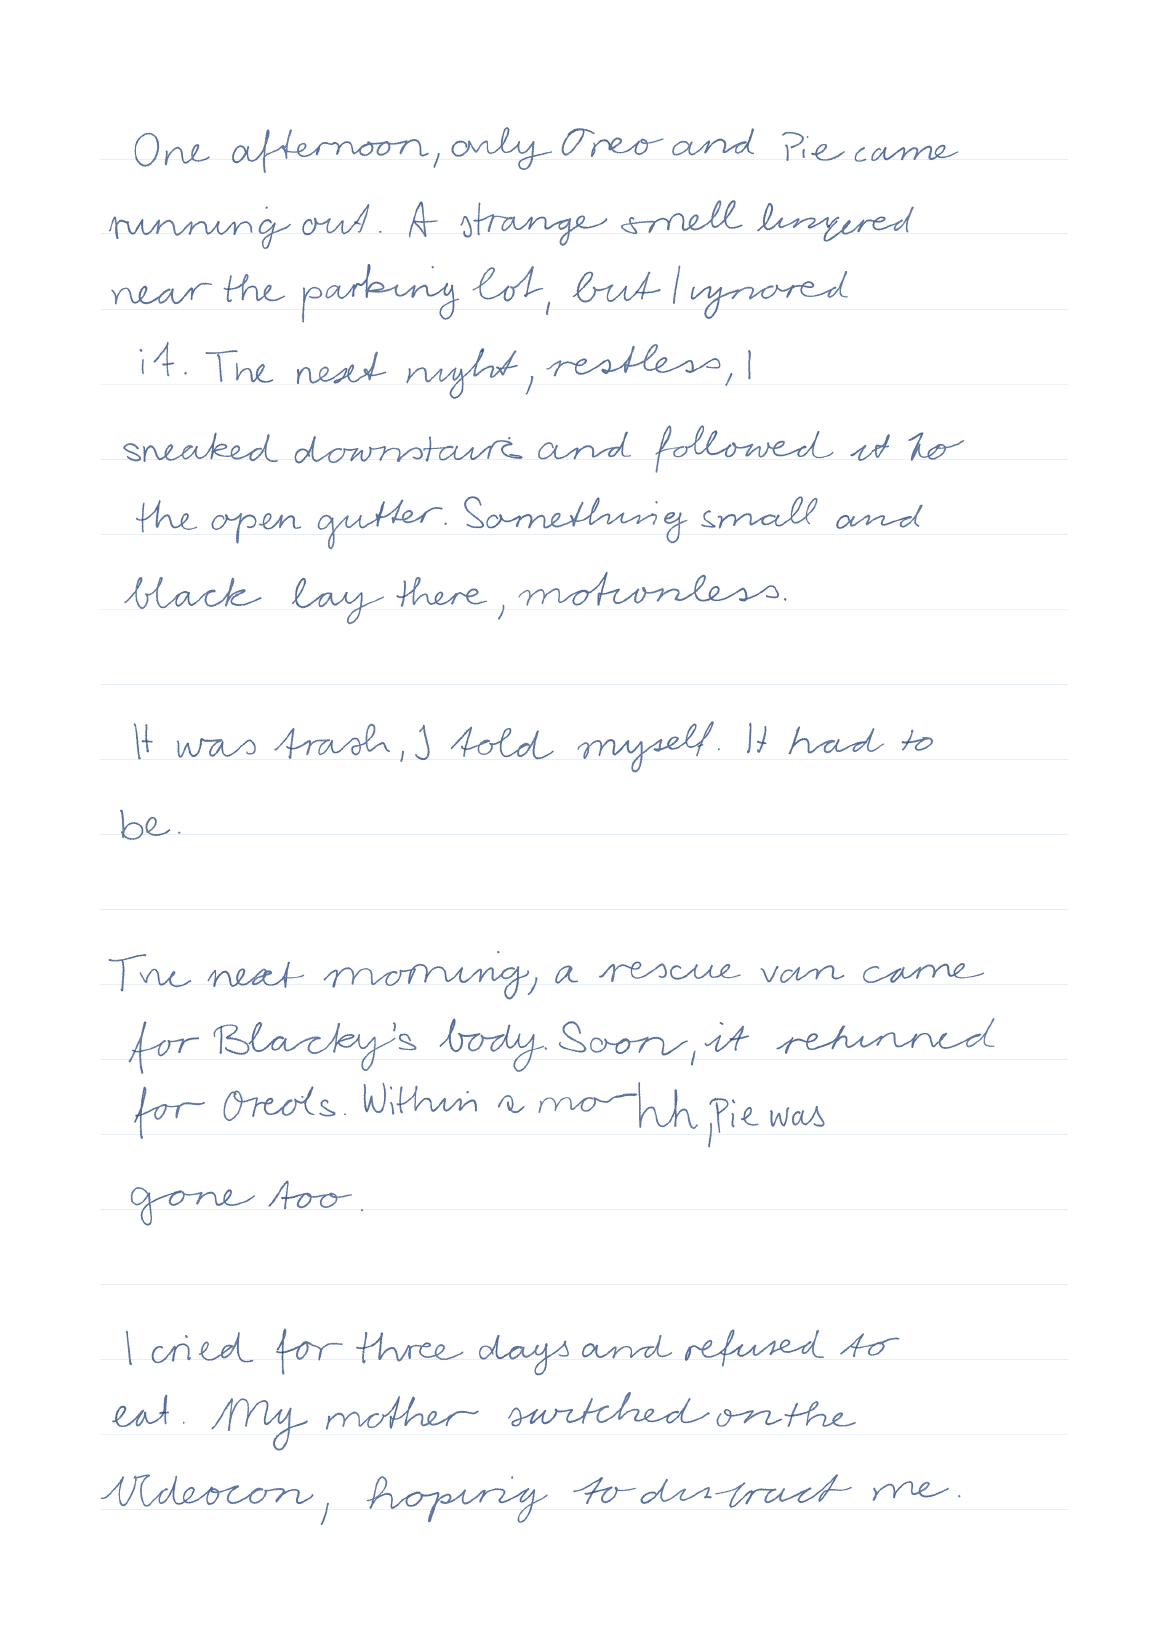 One afternoon, only Oreo and Pie came
running out. A strange smell lingered
near the parking lot, but I ignored
it. The next night, restless, I
sneaked downstairs and followed it to
the open gutter. Something small and
black lay there, motionless.
It was trash, I told myself. It had to
be.
The next morning, a rescue van came
for Blacky's body. Soon, it returned
for Oreo's. Within a month, Pie was
gone too.
I cried for three days and refused to
eat. My mother switched on the
Videocon, hoping to distract me.